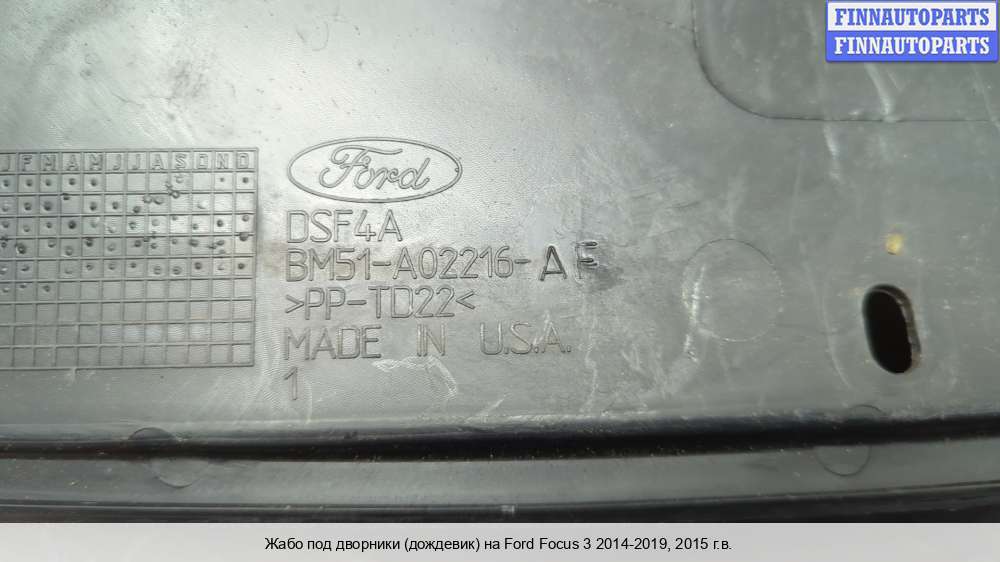 FINNAUTOPARTS
FINNAUTOPARTS
J F M A M J J A S O N D
Ford
DSF4A
BM51-A02216-AF
>PP-TD22<
MADE IN U.S.A.
1
Жабо под дворники (дождевик) на Ford Focus 3 2014-2019, 2015 г.в.